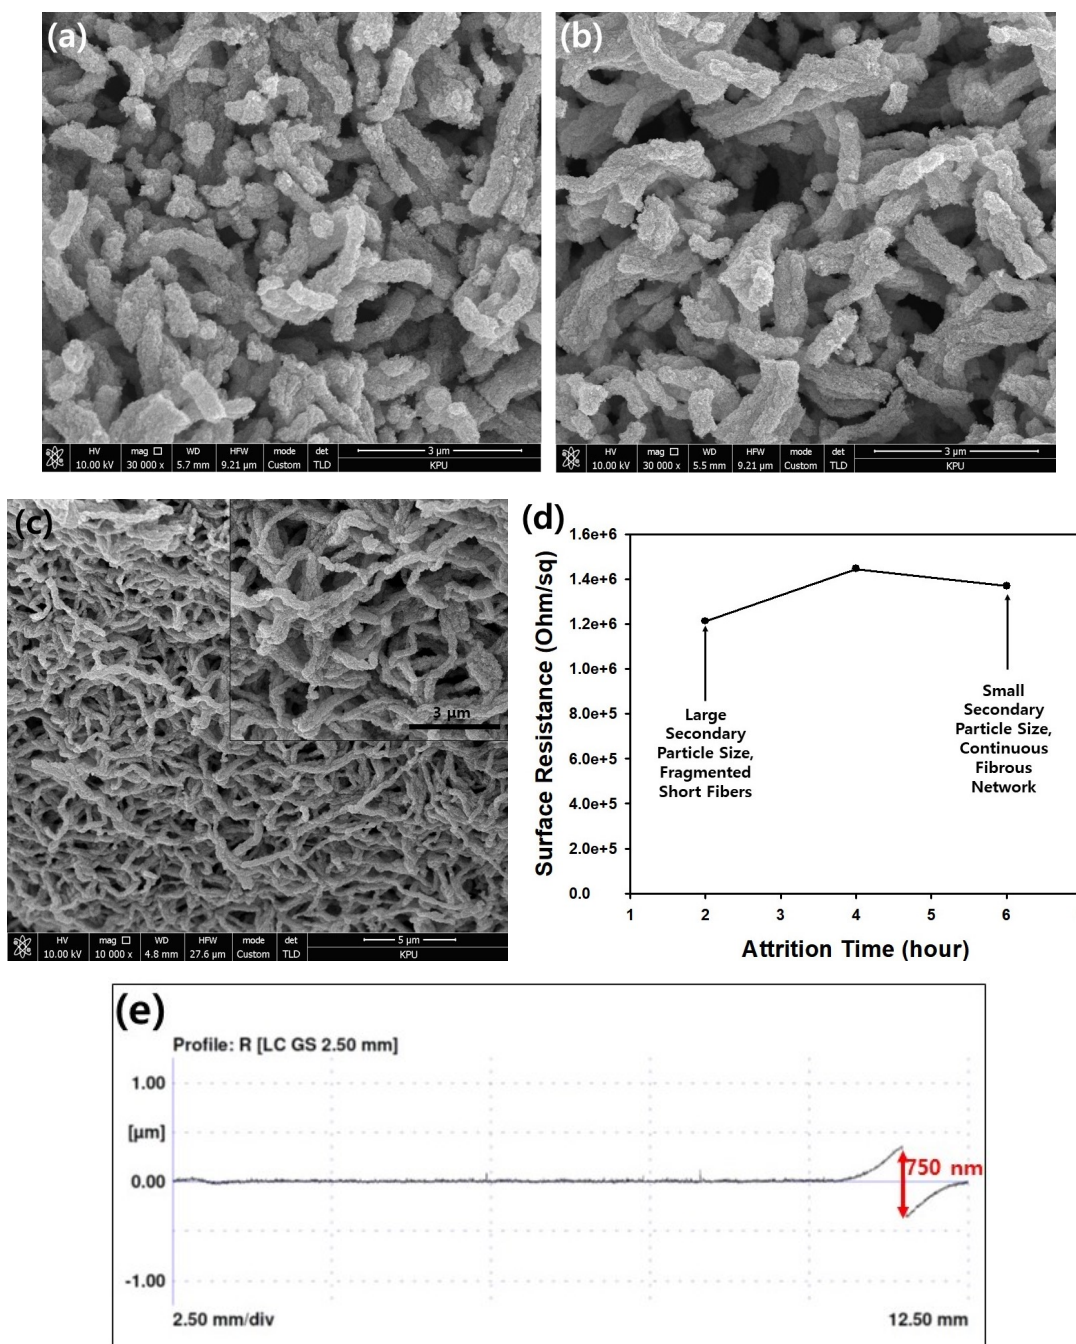 (a)
HV mag WD HFW mode det 3 µm
10.00 kV 30 000 x 5.7 mm 9.21 µm Custom TLD KPU
(b)
HV mag WD HFW mode det 3 µm
10.00 kV 30 000 x 5.5 mm 9.21 µm Custom TLD KPU
(c)
3 µm
HV mag WD HFW mode det 5 µm
10.00 kV 10 000 x 4.8 mm 27.6 µm Custom TLD KPU
(d)
Surface Resistance (Ohm/sq)
1.6e+6
1.4e+6
1.2e+6
1.0e+6
8.0e+5
6.0e+5
4.0e+5
2.0e+5
0.0
Large
Secondary
Particle Size,
Fragmented
Short Fibers
Small
Secondary
Particle Size,
Continuous
Fibrous
Network
1 2 3 4 5 6
Attrition Time (hour)
(e)
Profile: R [LC GS 2.50 mm]
1.00
[µm]
0.00
-1.00
750 nm
2.50 mm/div 12.50 mm